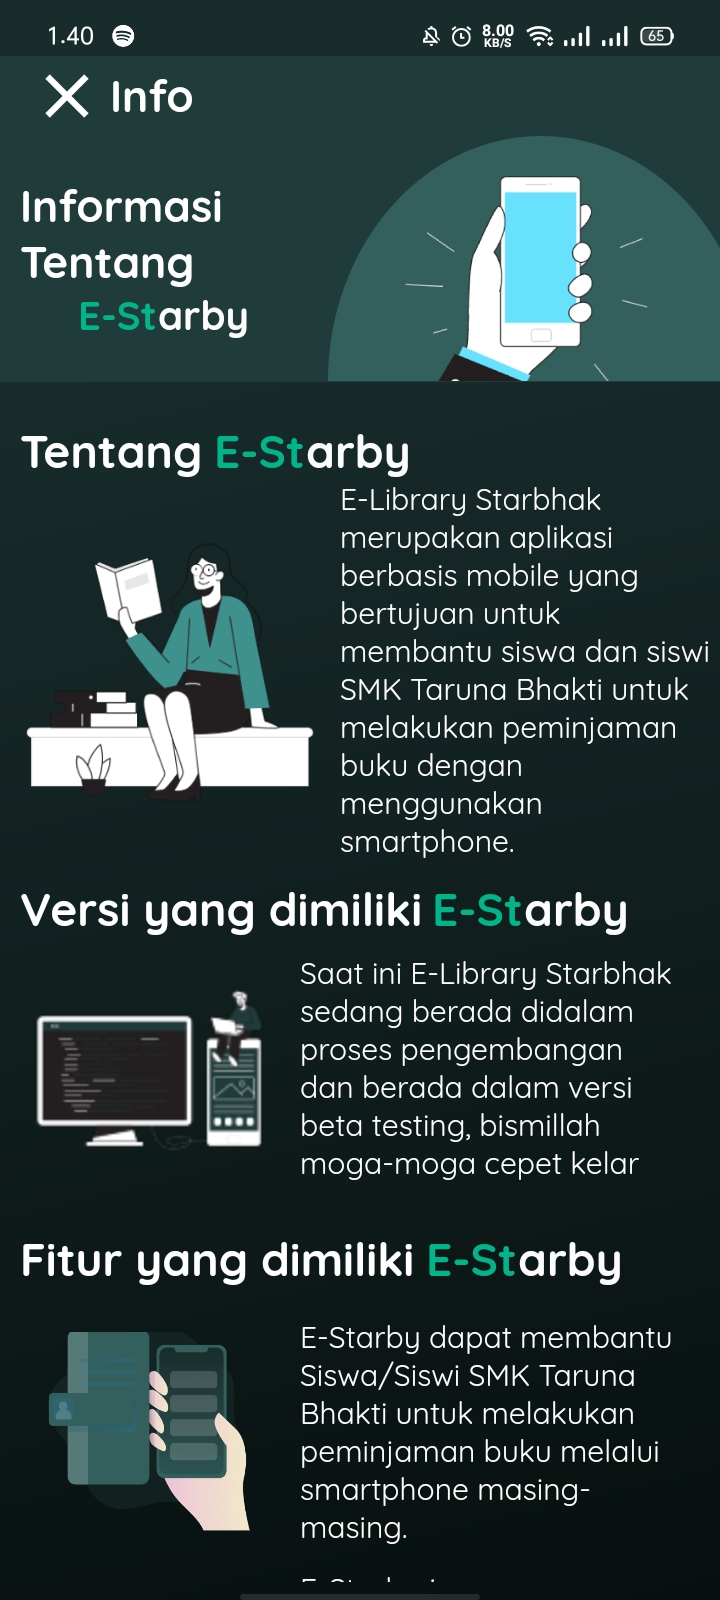 1.40
8.00
KB/S
65
Info
Informasi
Tentang
E-Starby
Tentang E-Starby
E-Library Starbhak
merupakan aplikasi
berbasis mobile yang
bertujuan untuk
membantu siswa dan siswi
SMK Taruna Bhakti untuk
melakukan peminjaman
buku dengan
menggunakan
smartphone.
Versi yang dimiliki E-Starby
Saat ini E-Library Starbhak
sedang berada didalam
proses pengembangan
dan berada dalam versi
beta testing, bismillah
moga-moga cepet kelar
Fitur yang dimiliki E-Starby
E-Starby dapat membantu
Siswa/Siswi SMK Taruna
Bhakti untuk melakukan
peminjaman buku melalui
smartphone masing-
masing.